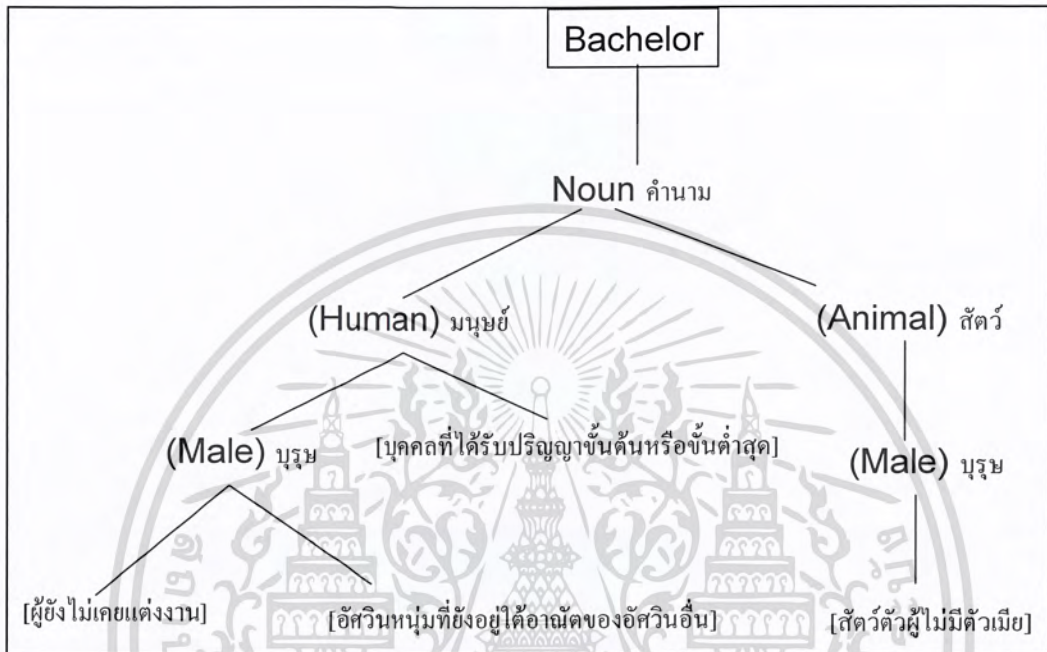 Bachelor
Noun คำนาม
(Human) มนุษย์
(Animal) สัตว์
(Male) บุรุษ
[บุคคลที่ได้รับปริญญาขั้นต้นหรือขั้นต่ำสุด]
(Male) บุรุษ
[ผู้ยังไม่เคยแต่งงาน]
[อัศวินหนุ่มที่ยังอยู่ใต้อาณัตของอัศวินอื่น]
[สัตว์ตัวผู้ไม่มีตัวเมีย]